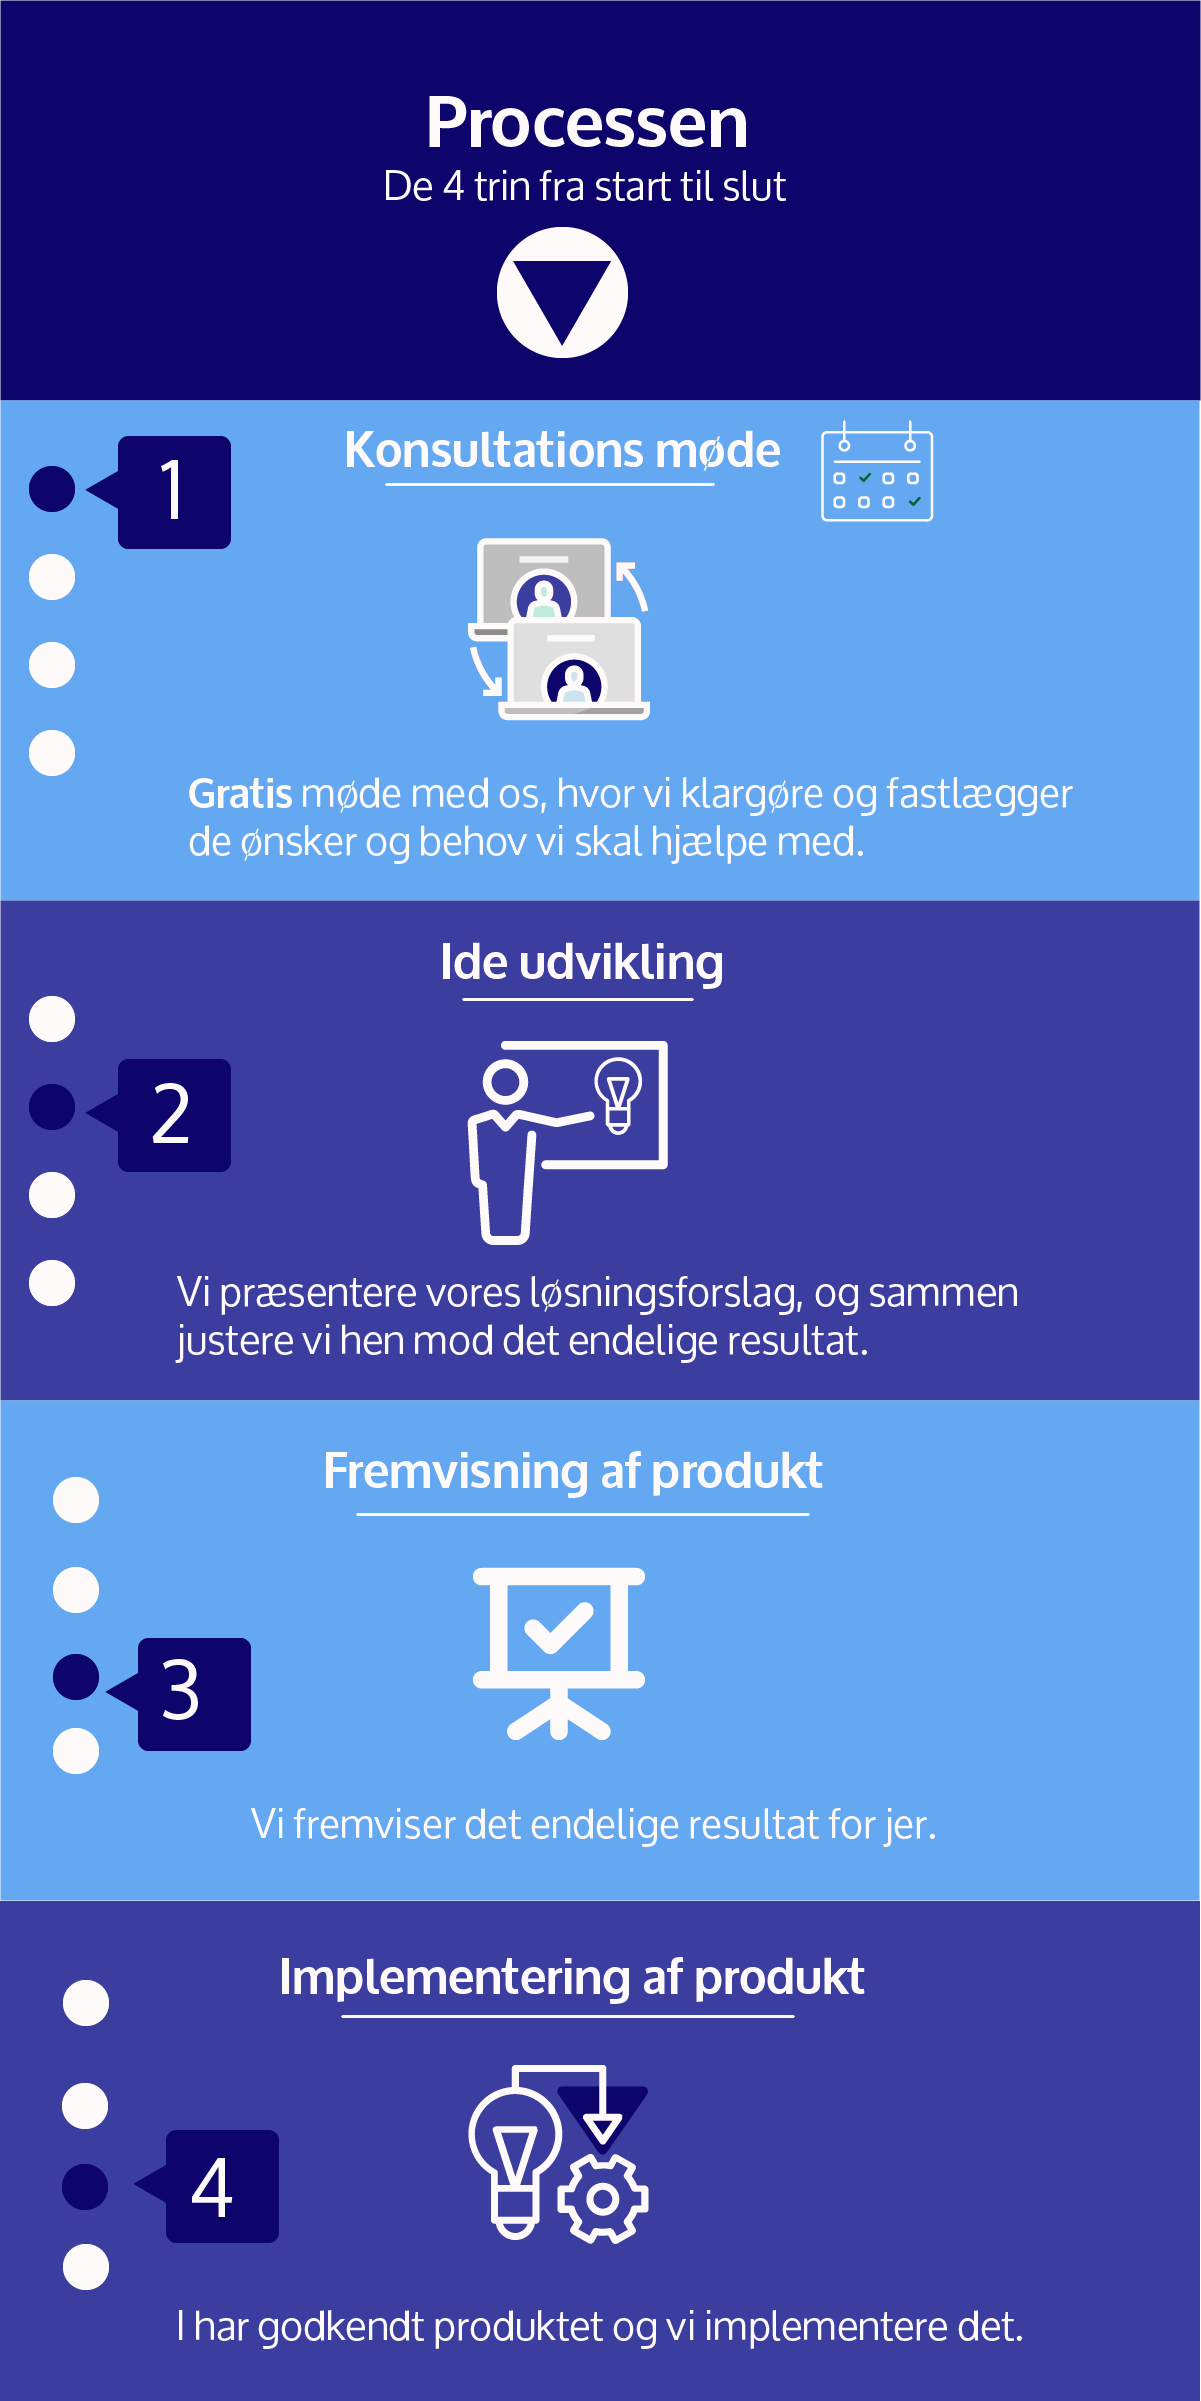 Processen
De 4 trin fra start til slut
1
Konsultations møde
Gratis møde med os, hvor vi klargøre og fastlægger
de ønsker og behov vi skal hjælpe med.
Ide udvikling
2
Vi præsentere vores løsningsforslag, og sammen
justere vi hen mod det endelige resultat.
Fremvisning af produkt
3
Vi fremviser det endelige resultat for jer.
Implementering af produkt
4
I har godkendt produktet og vi implementere det.